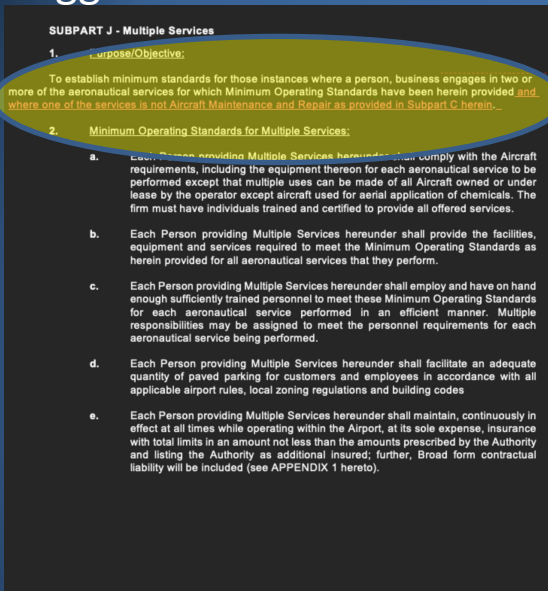 SUBPART J - Multiple Services
1. Purpose/Objective:
To establish minimum standards for those instances where a person, business engages in two or
more of the aeronautical services for which Minimum Operating Standards have been herein provided and
where one of the services is not Aircraft Maintenance and Repair as provided in Subpart C herein.
2. Minimum Operating Standards for Multiple Services:
a. Each Person providing Multiple Services hereunder shall comply with the Aircraft
requirements, including the equipment thereon for each aeronautical service to be
performed except that multiple uses can be made of all Aircraft owned or under
lease by the operator except aircraft used for aerial application of chemicals. The
firm must have individuals trained and certified to provide all offered services.
b. Each Person providing Multiple Services hereunder shall provide the facilities,
equipment and services required to meet the Minimum Operating Standards as
herein provided for all aeronautical services that they perform.
c. Each Person providing Multiple Services hereunder shall employ and have on hand
enough sufficiently trained personnel to meet these Minimum Operating Standards
for each aeronautical service performed in an efficient manner. Multiple
responsibilities may be assigned to meet the personnel requirements for each
aeronautical service being performed.
d. Each Person providing Multiple Services hereunder shall facilitate an adequate
quantity of paved parking for customers and employees in accordance with all
applicable airport rules, local zoning regulations and building codes
e. Each Person providing Multiple Services hereunder shall maintain, continuously in
effect at all times while operating within the Airport, at its sole expense, insurance
with total limits in an amount not less than the amounts prescribed by the Authority
and listing the Authority as additional insured; further, Broad form contractual
liability will be included (see APPENDIX 1 hereto).